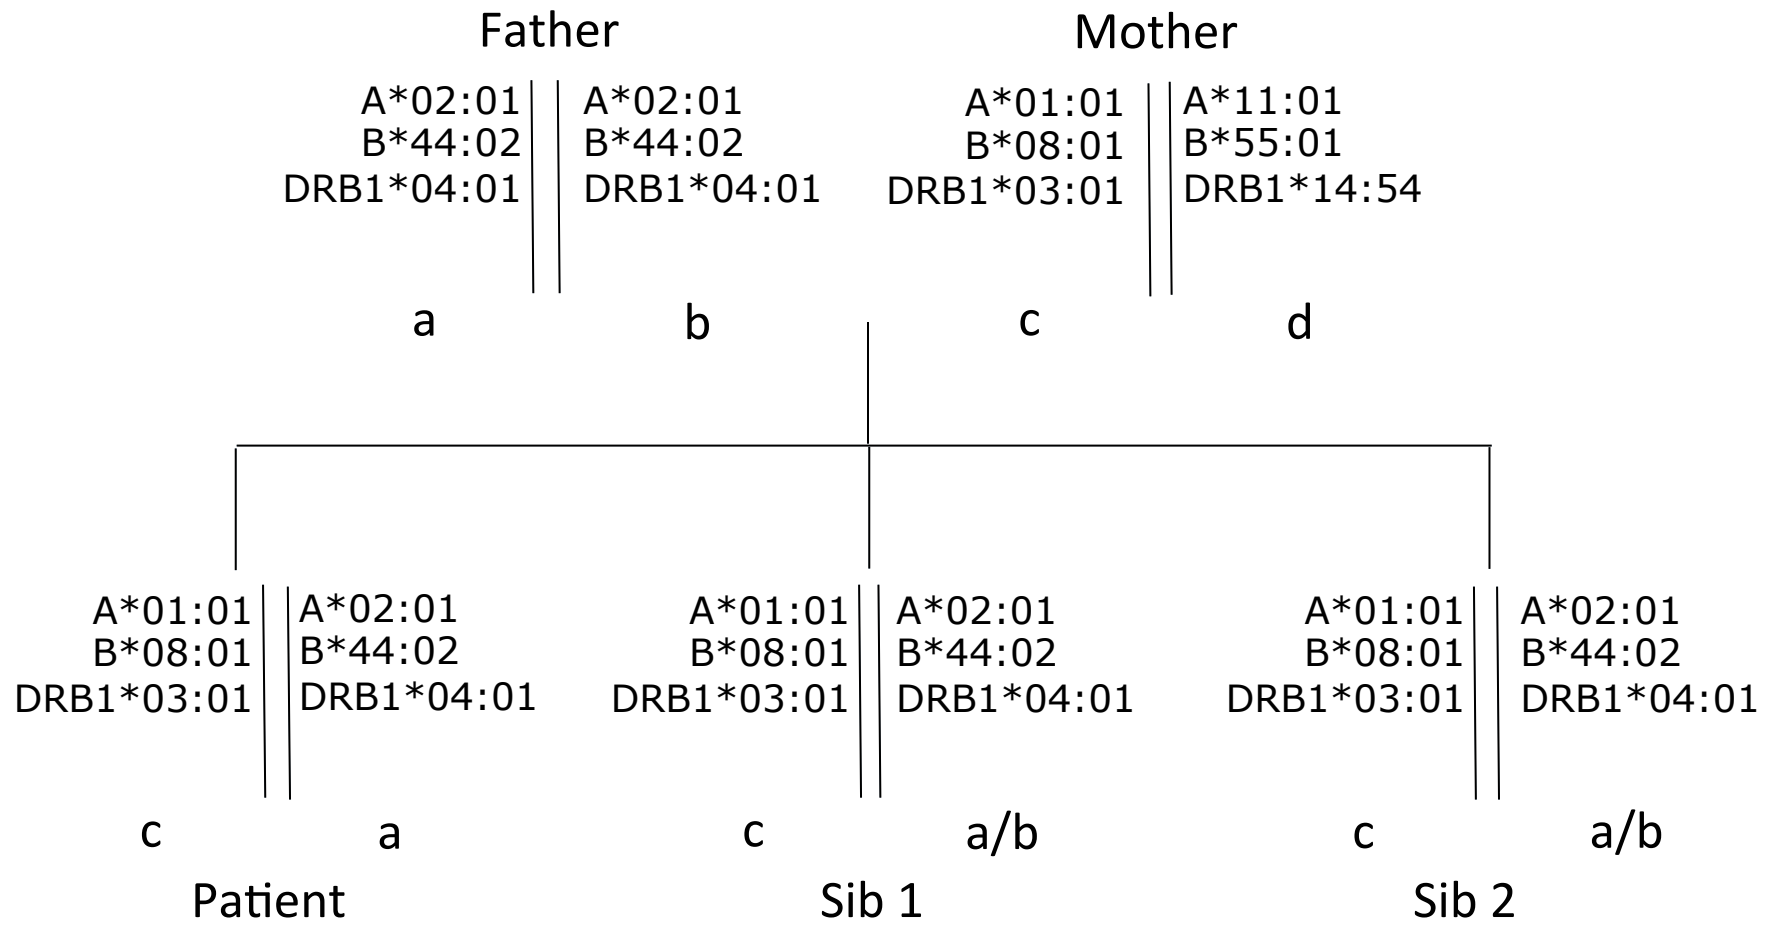 Father Mother
A*02:01 A*02:01 A*01:01 A*11:01
B*44:02 B*44:02 B*08:01 B*55:01
DRB1*04:01 DRB1*04:01 DRB1*03:01 DRB1*14:54
a b c d
A*01:01 A*02:01 A*01:01 A*02:01 A*01:01 A*02:01
B*08:01 B*44:02 B*08:01 B*44:02 B*08:01 B*44:02
DRB1*03:01 DRB1*04:01 DRB1*03:01 DRB1*04:01 DRB1*03:01 DRB1*04:01
c a c a/b c a/b
Patient Sib 1 Sib 2